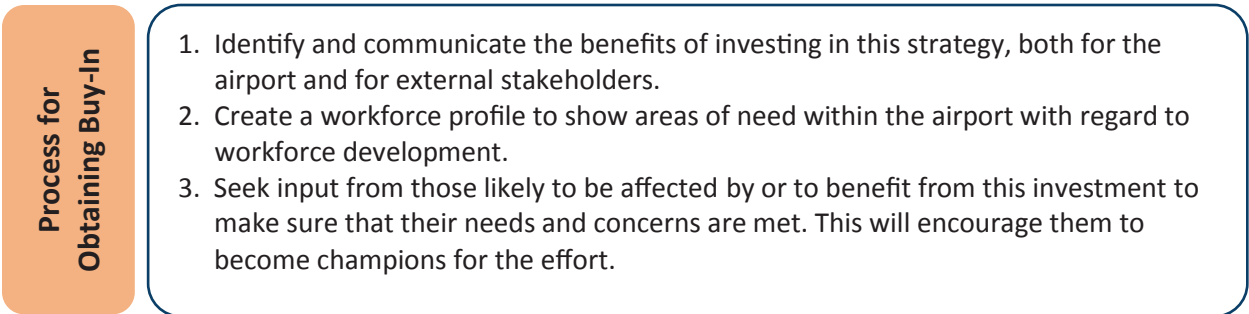 Process for
Obtaining Buy-In
1. Identify and communicate the benefits of investing in this strategy, both for the
airport and for external stakeholders.
2. Create a workforce profile to show areas of need within the airport with regard to
workforce development.
3. Seek input from those likely to be affected by or to benefit from this investment to
make sure that their needs and concerns are met. This will encourage them to
become champions for the effort.